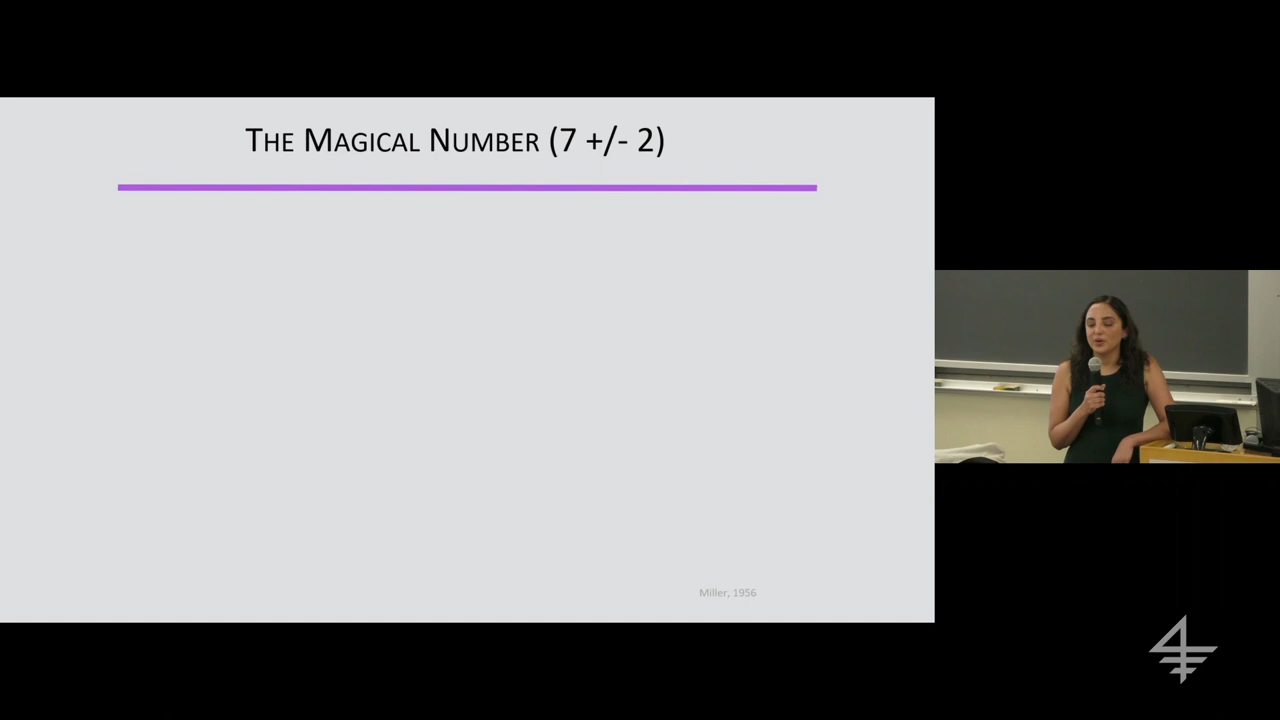 The Magical Number (7 +/- 2)
Miller, 1956